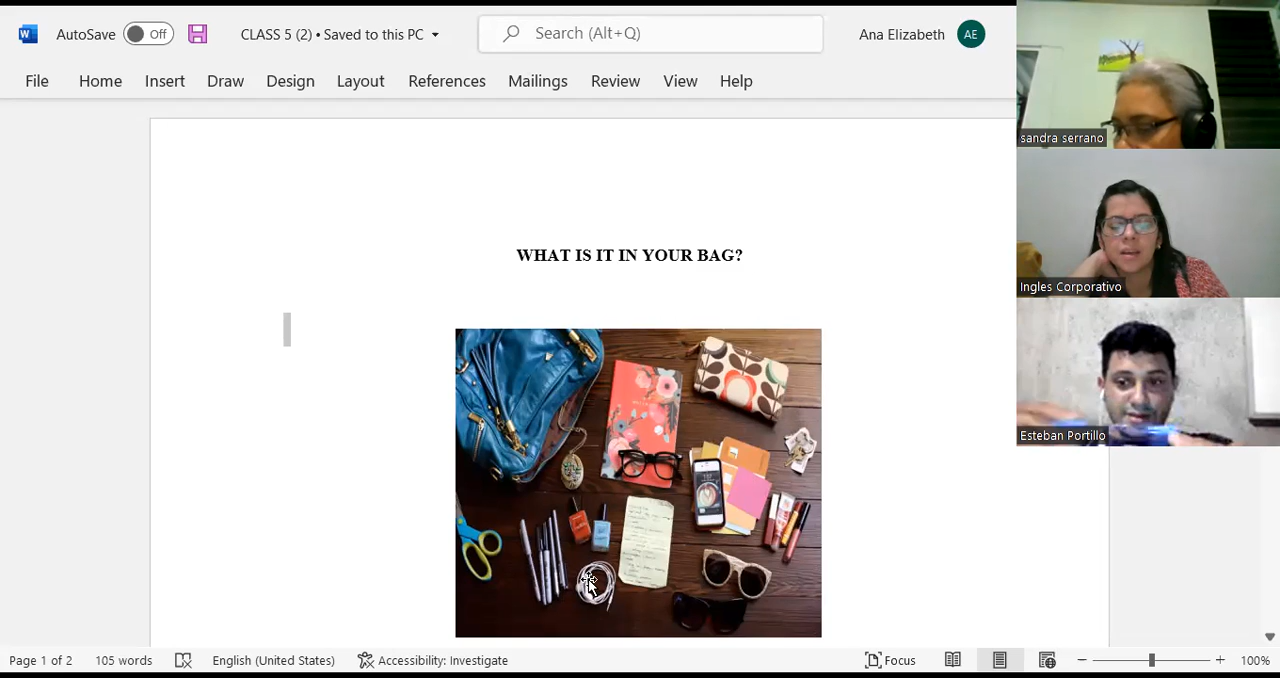 AutoSave Off CLASS 5 (2) • Saved to this PC Search (Alt+Q) Ana Elizabeth AE
File Home Insert Draw Design Layout References Mailings Review View Help
sandra serrano
WHAT IS IT IN YOUR BAG?
Ingles Corporativo
Esteban Portillo
Page 1 of 2 105 words English (United States) Accessibility: Investigate Focus 100%